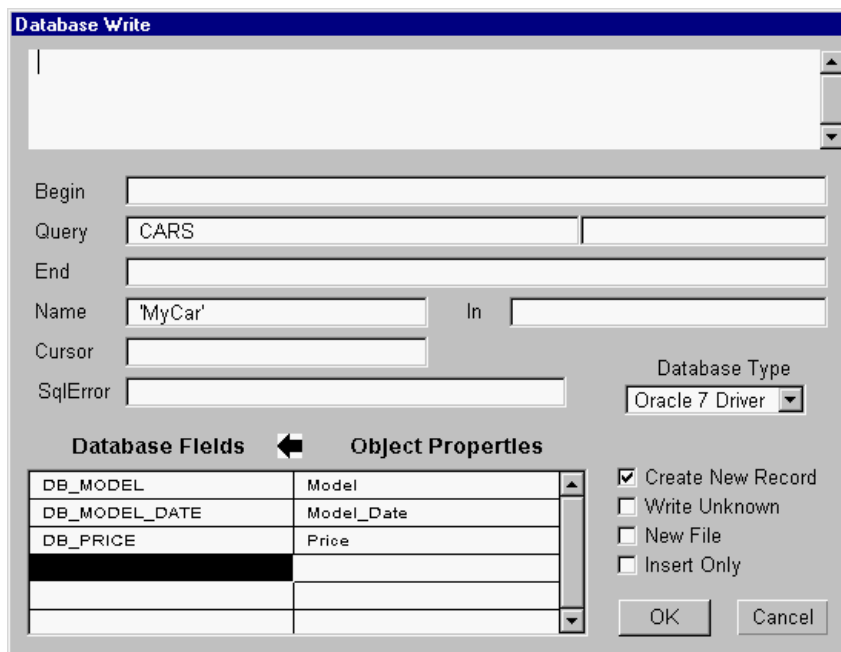 Database Write
Begin
Query CARS
End
Name 'MyCar' In
Cursor
SqlError
Database Type
Oracle 7 Driver
Database Fields Object Properties
DB_MODEL Model
DB_MODEL_DATE Model_Date
DB_PRICE Price
Create New Record
Write Unknown
New File
Insert Only
OK Cancel